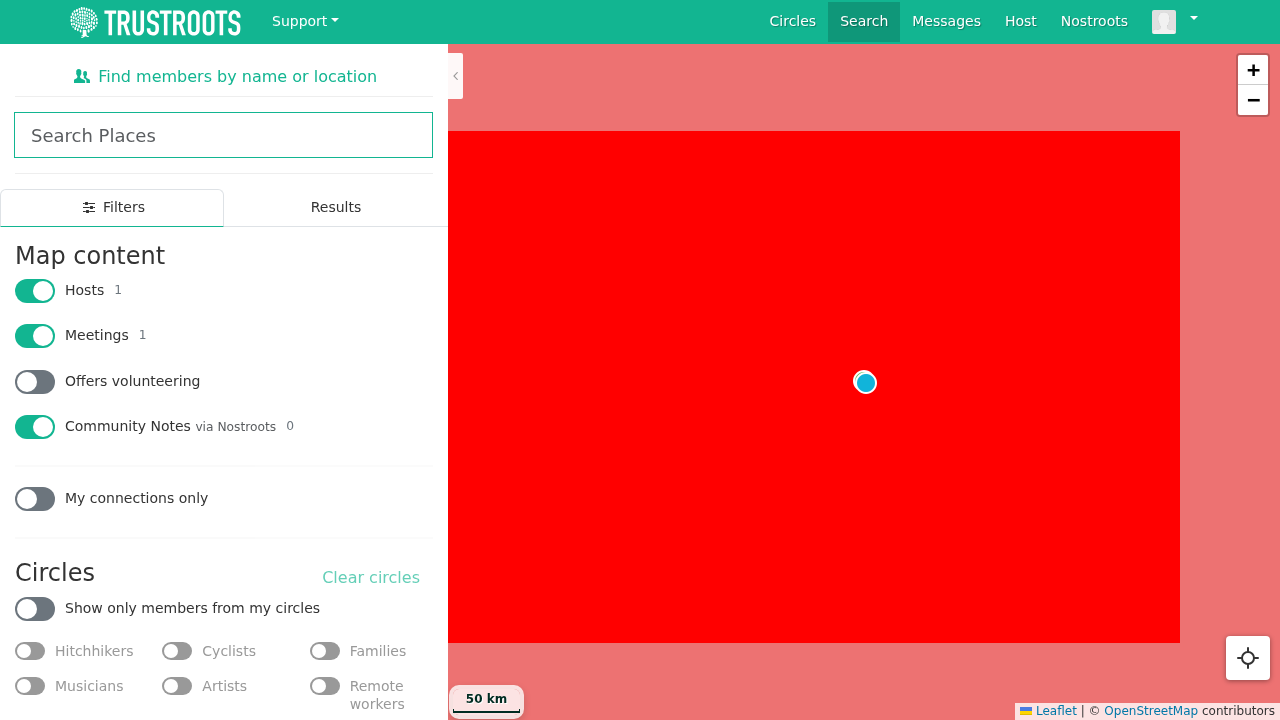 TRUSTROOTS
Support
Circles
Search
Messages
Host
Nostroots
Find members by name or location
Search Places
Filters
Results
Map content
Hosts 1
Meetings 1
Offers volunteering
Community Notes via Nostroots 0
My connections only
Circles
Clear circles
Show only members from my circles
Hitchhikers
Cyclists
Families
Musicians
Artists
Remote
workers
+
−
50 km
Leaflet | © OpenStreetMap contributors